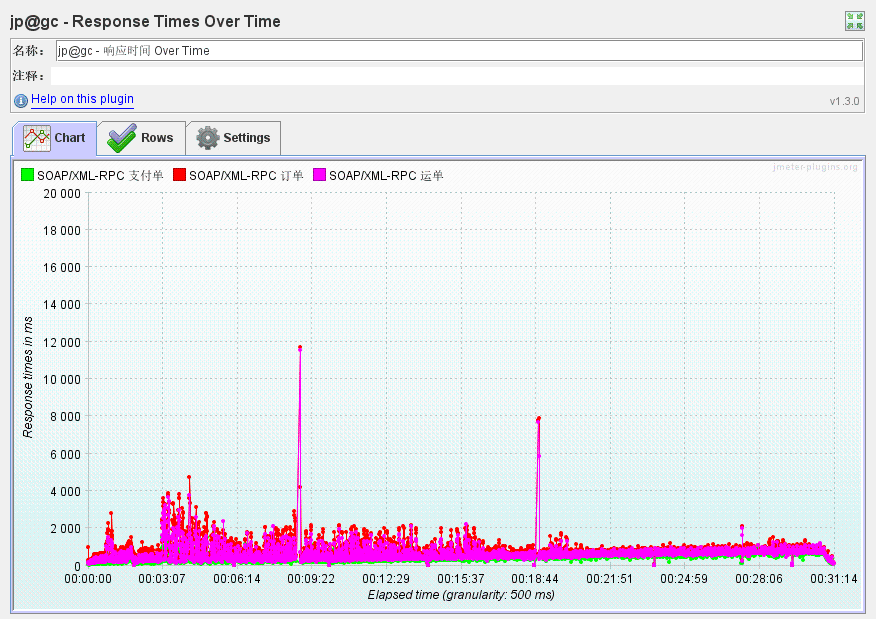 jp@gc - Response Times Over Time
名称： jp@gc - 响应时间 Over Time
注释：
Help on this plugin
v1.3.0
Chart Rows Settings
jmeter-plugins.org
SOAP/XML-RPC 支付单 SOAP/XML-RPC 订单 SOAP/XML-RPC 运单
20 000
18 000
16 000
14 000
12 000
10 000
8 000
6 000
4 000
2 000
0
Response times in ms
00:00:00 00:03:07 00:06:14 00:09:22 00:12:29 00:15:37 00:18:44 00:21:51 00:24:59 00:28:06 00:31:14
Elapsed time (granularity: 500 ms)